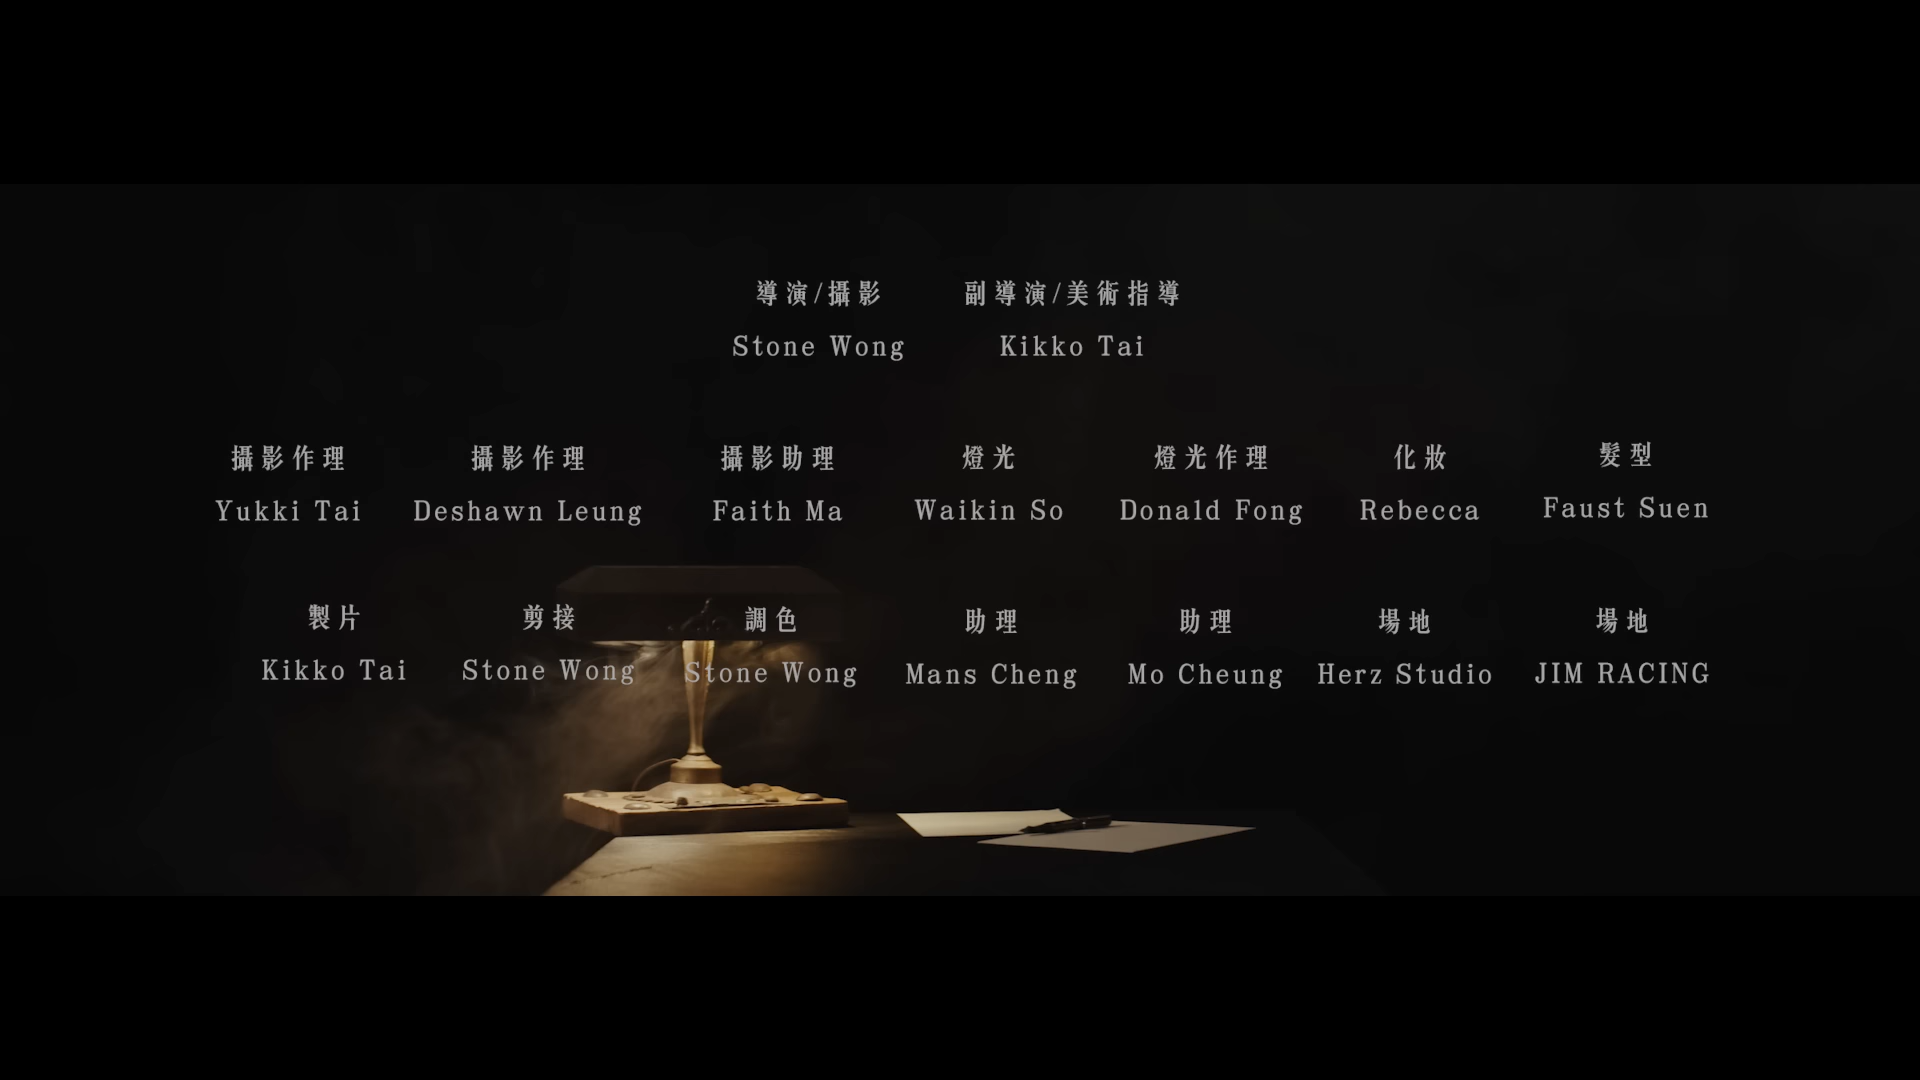 導演/攝影 副導演/美術指導
Stone Wong Kikko Tai
攝影作理 攝影作理 攝影助理 燈光 燈光作理 化妝 髮型
Yukki Tai Deshawn Leung Faith Ma Waikin So Donald Fong Rebecca Faust Suen
製片 剪接 調色 助理 助理 場地 場地
Kikko Tai Stone Wong Stone Wong Mans Cheng Mo Cheung Herz Studio JIM RACING